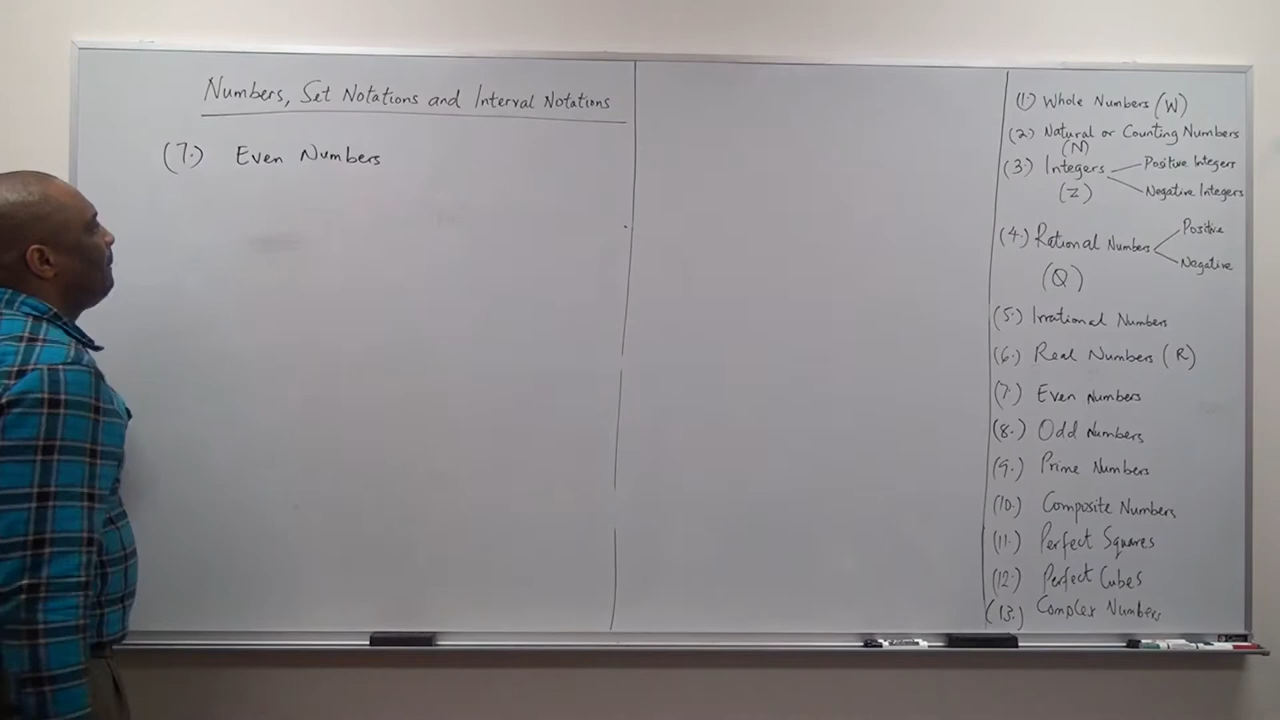 Numbers, Set Notations and Interval Notations
(7.) Even Numbers
(1) Whole Numbers (W)
(2.) Natural or Counting Numbers
(N)
(3.) Integers
Positive Integers
Negative Integers
(Z)
(4.) Rational Numbers
Positive
Negative
(Q)
(5.) Irrational Numbers
(6.) Real Numbers (R)
(7.) Even Numbers
(8.) Odd Numbers
(9.) Prime Numbers
(10.) Composite Numbers
(11.) Perfect Squares
(12.) Perfect Cubes
(13.) Complex Numbers